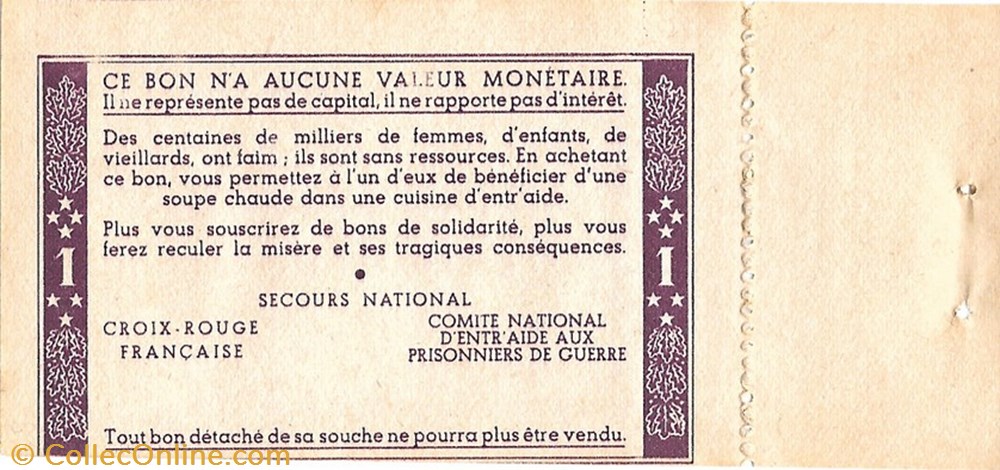 CE BON N'A AUCUNE VALEUR MONÉTAIRE.
Il ne représente pas de capital, il ne rapporte pas d'intérêt.
Des centaines de milliers de femmes, d'enfants, de
vieillards, ont faim ; ils sont sans ressources. En achetant
ce bon, vous permettez à l'un d'eux de bénéficier d'une
soupe chaude dans une cuisine d'entr'aide.
Plus vous souscrirez de bons de solidarité, plus vous
ferez reculer la misère et ses tragiques conséquences.
1
1
SECOURS NATIONAL
CROIX-ROUGE
FRANÇAISE
COMITE NATIONAL
D'ENTR'AIDE AUX
PRISONNIERS DE GUERRE
Tout bon détaché de sa souche ne pourra plus être vendu.
© CollecOnline.com